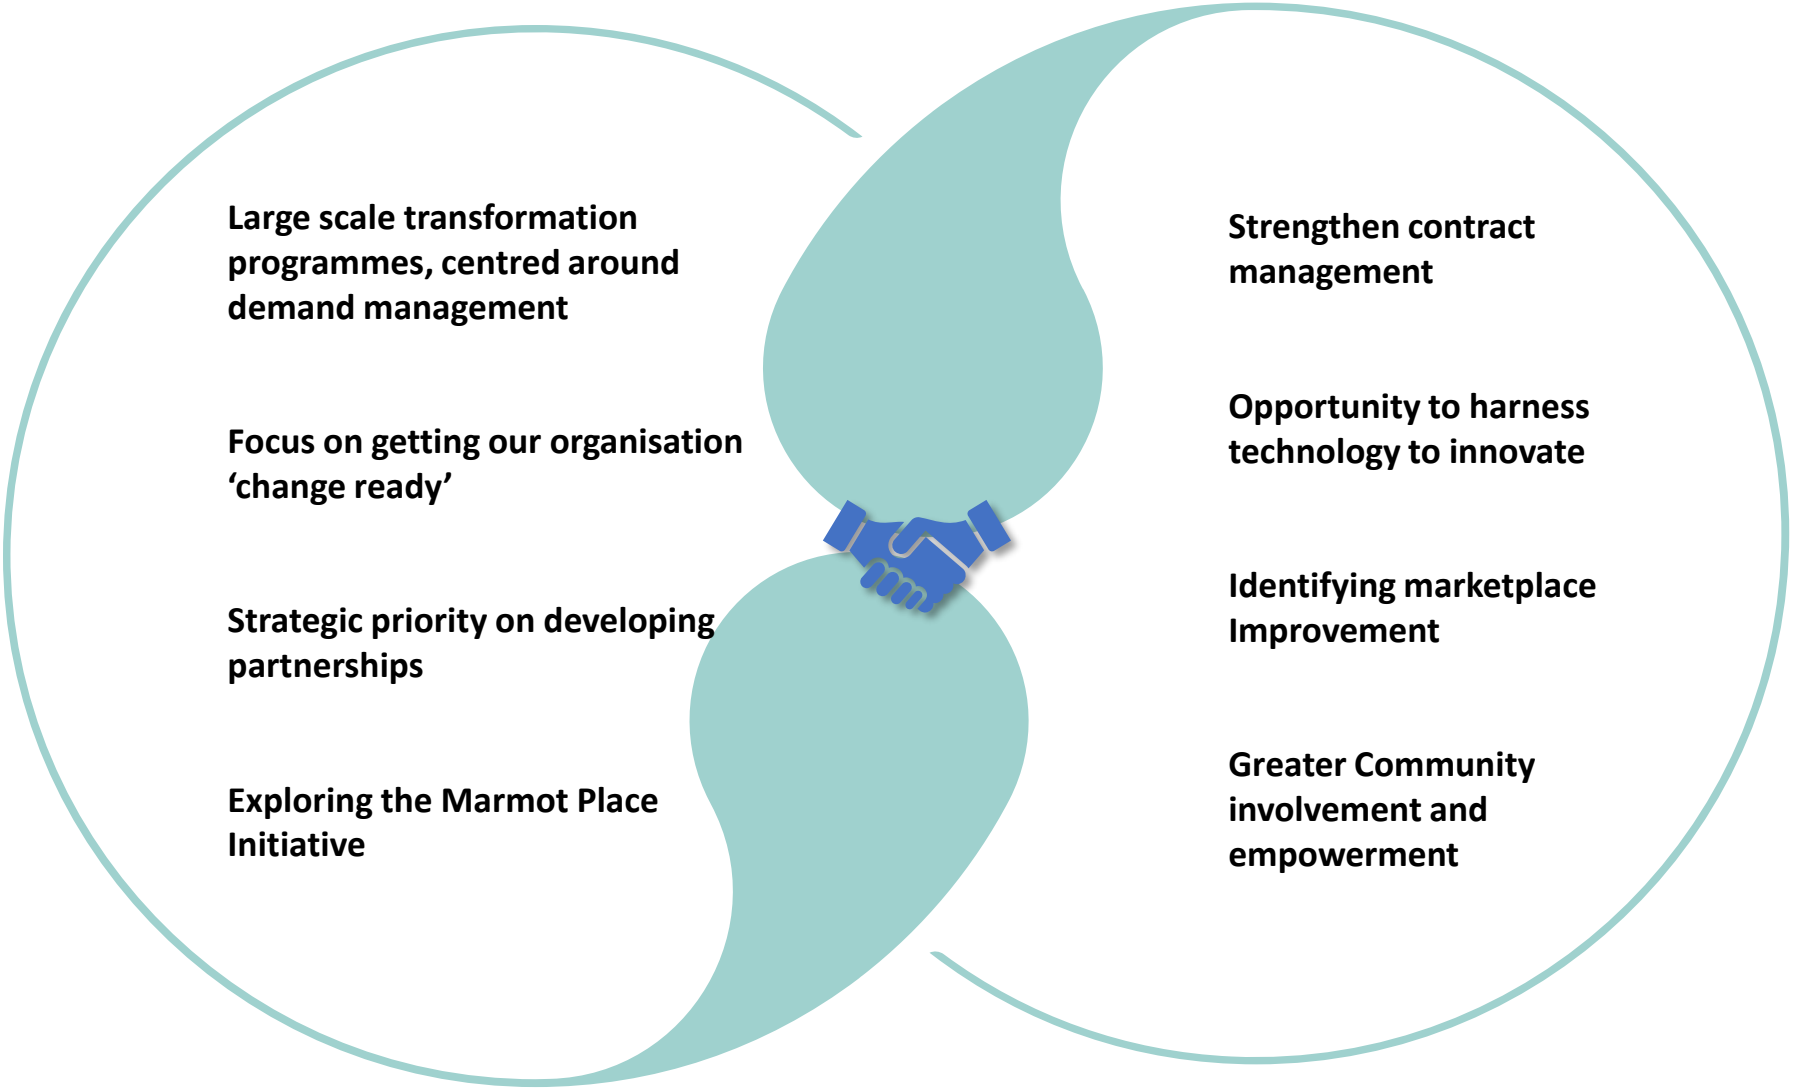 Large scale transformation
programmes, centred around
demand management
Focus on getting our organisation
‘change ready’
Strategic priority on developing
partnerships
Exploring the Marmot Place
Initiative
Strengthen contract
management
Opportunity to harness
technology to innovate
Identifying marketplace
Improvement
Greater Community
involvement and
empowerment